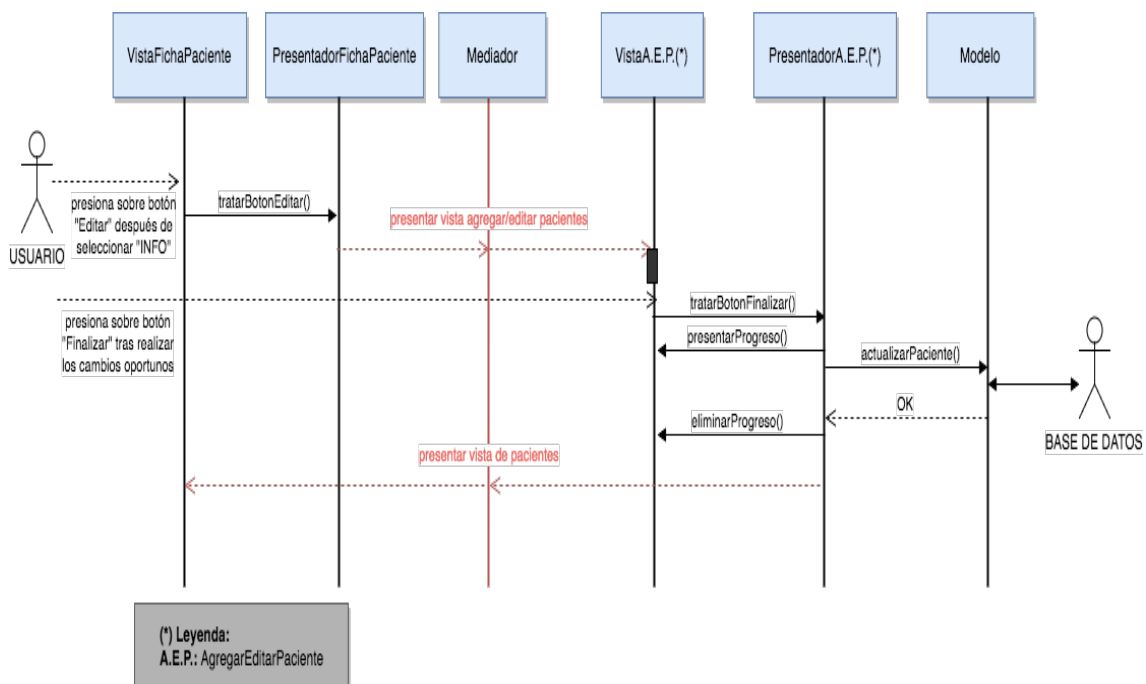 VistaFichaPaciente
PresentadorFichaPaciente
Mediador
VistaA.E.P.(*)
PresentadorA.E.P.(*)
Modelo
USUARIO
presiona sobre botón
"Editar" después de
seleccionar "INFO"
tratarBotonEditar()
presentar vista agregar/editar pacientes
presiona sobre botón
"Finalizar" tras realizar
los cambios oportunos
tratarBotonFinalizar()
presentarProgreso()
actualizarPaciente()
OK
BASE DE DATOS
eliminarProgreso()
presentar vista de pacientes
(*) Leyenda:
A.E.P.: AgregarEditarPaciente